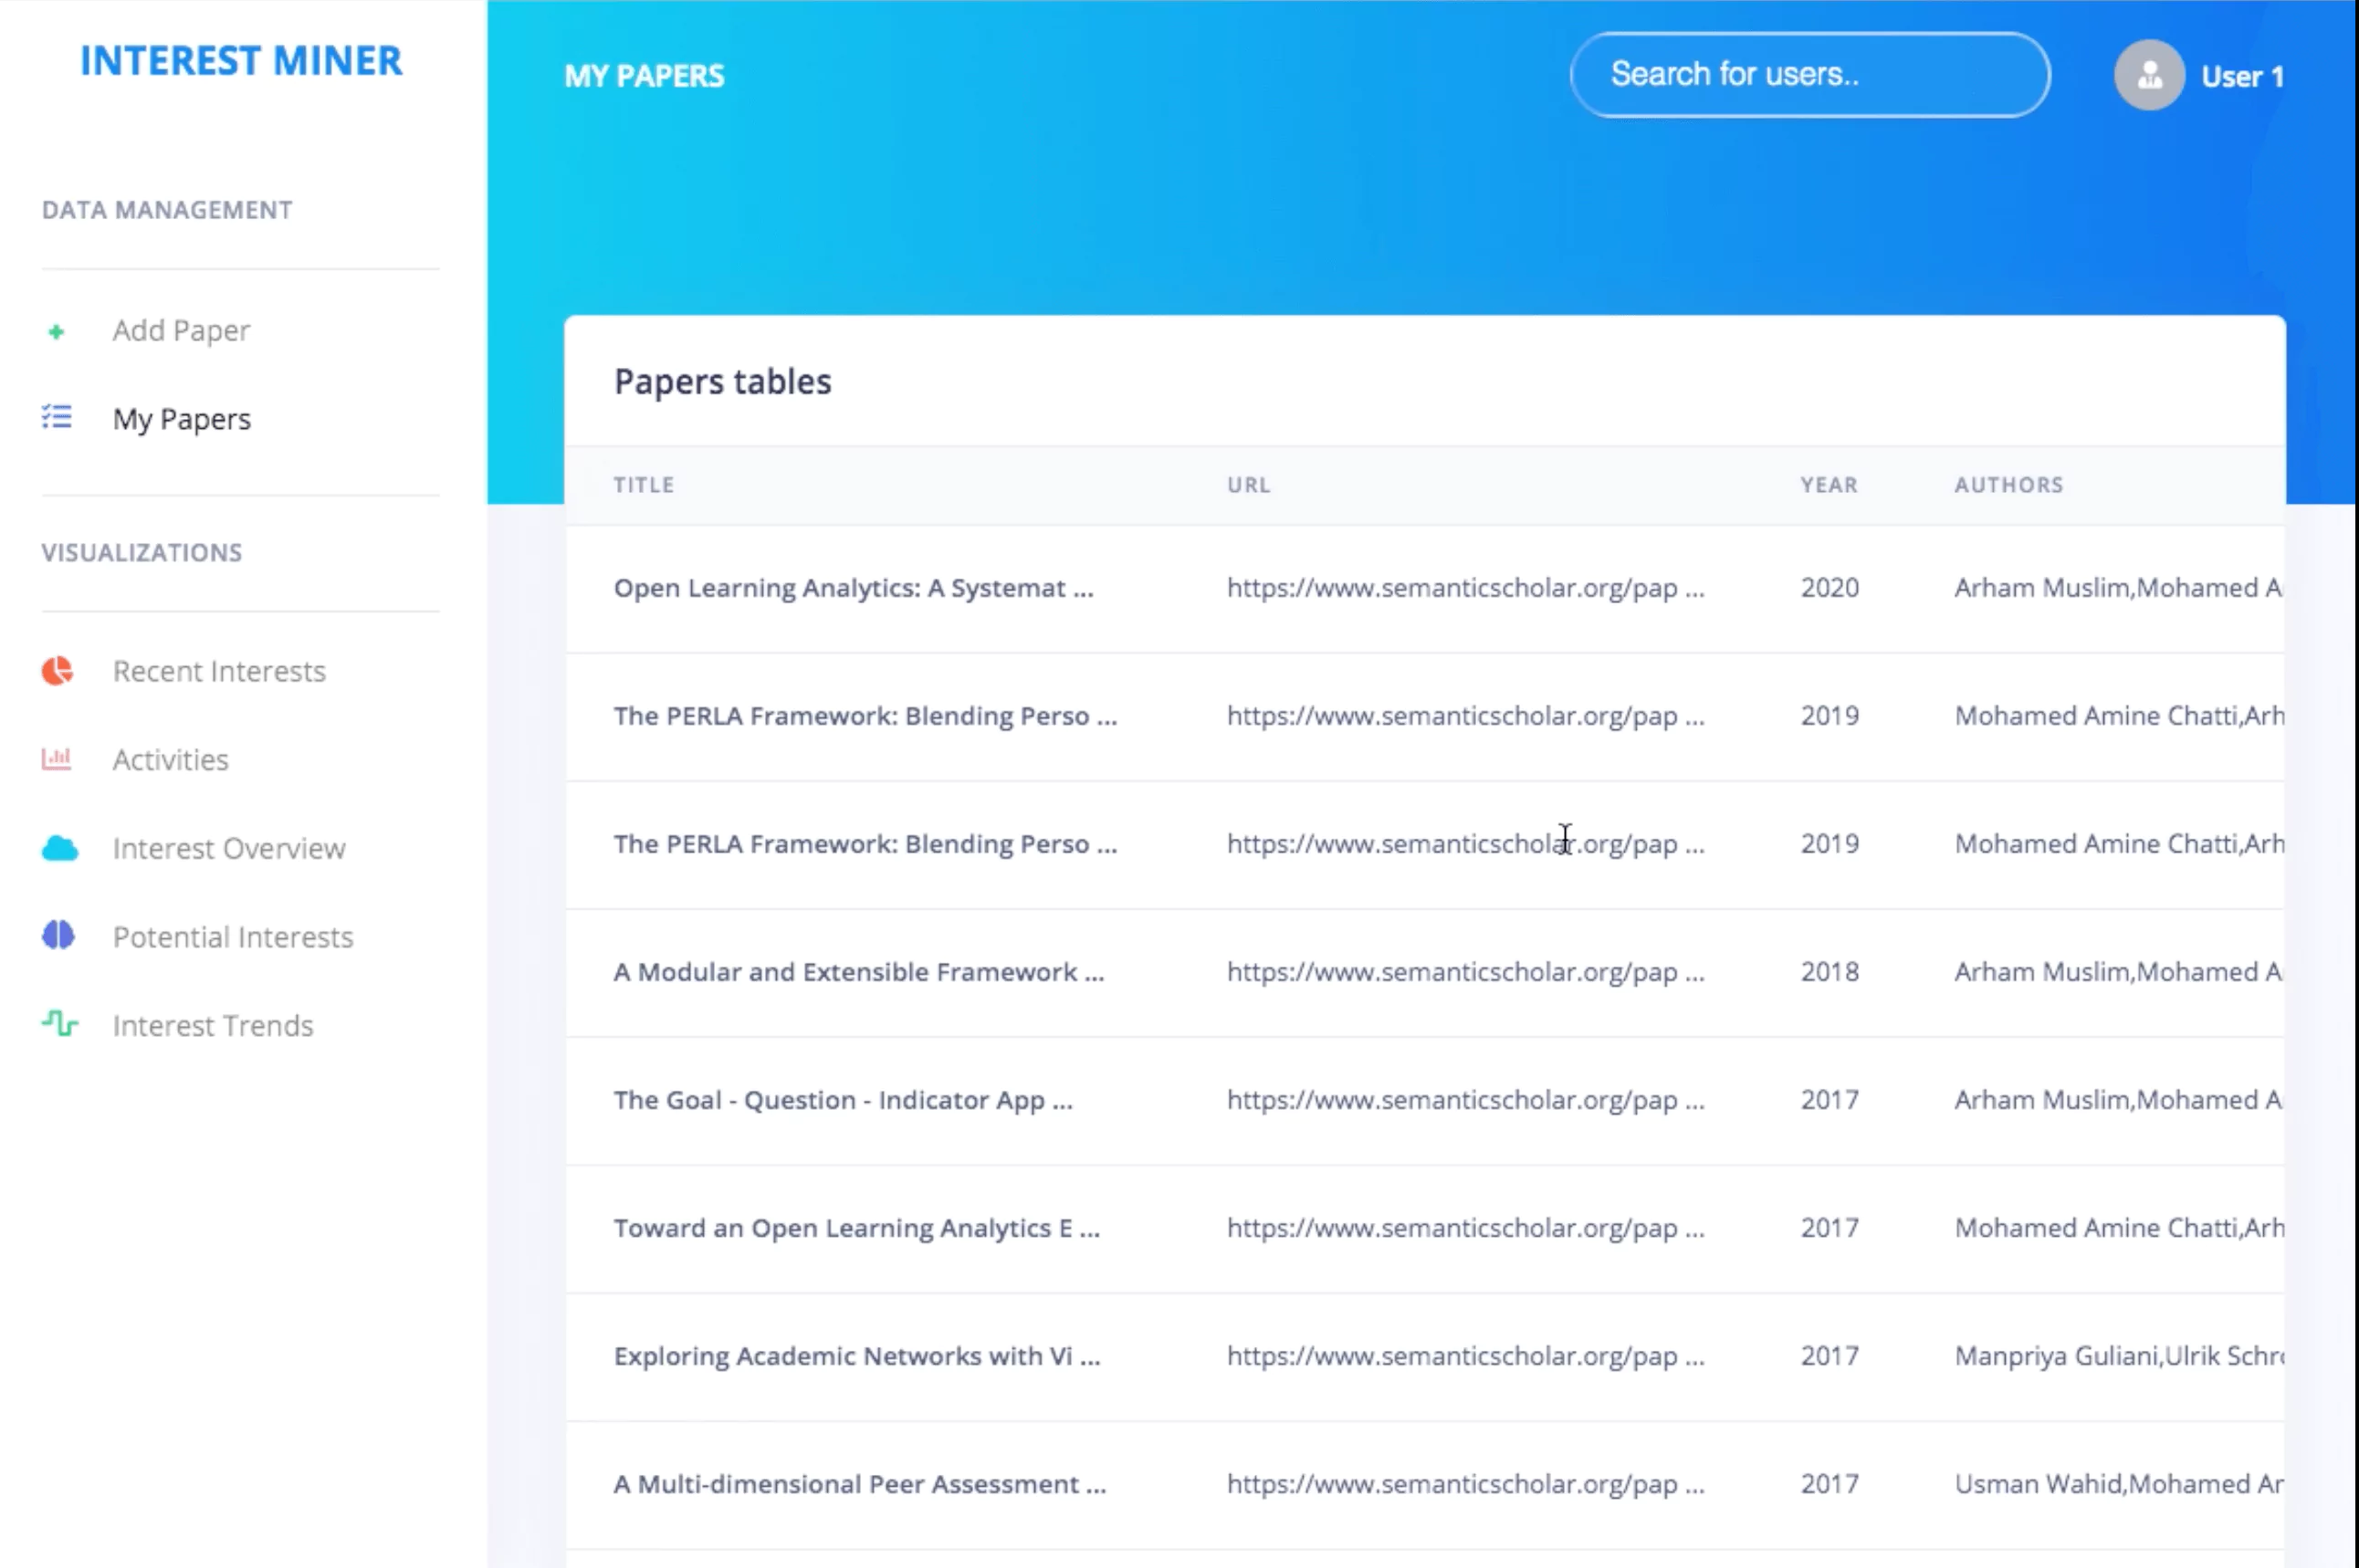 INTEREST MINER
DATA MANAGEMENT
Add Paper
My Papers
VISUALIZATIONS
Recent Interests
Activities
Interest Overview
Potential Interests
Interest Trends
MY PAPERS
Search for users..
User 1
Papers tables
TITLE URL YEAR AUTHORS
Open Learning Analytics: A Systemat ... https://www.semanticscholar.org/pap ... 2020 Arham Muslim,Mohamed A
The PERLA Framework: Blending Perso ... https://www.semanticscholar.org/pap ... 2019 Mohamed Amine Chatti,Arh
The PERLA Framework: Blending Perso ... https://www.semanticscholar.org/pap ... 2019 Mohamed Amine Chatti,Arh
A Modular and Extensible Framework ... https://www.semanticscholar.org/pap ... 2018 Arham Muslim,Mohamed A
The Goal - Question - Indicator App ... https://www.semanticscholar.org/pap ... 2017 Arham Muslim,Mohamed A
Toward an Open Learning Analytics E ... https://www.semanticscholar.org/pap ... 2017 Mohamed Amine Chatti,Arh
Exploring Academic Networks with Vi ... https://www.semanticscholar.org/pap ... 2017 Manpriya Guliani,Ulrik Schr
A Multi-dimensional Peer Assessment ... https://www.semanticscholar.org/pap ... 2017 Usman Wahid,Mohamed Am